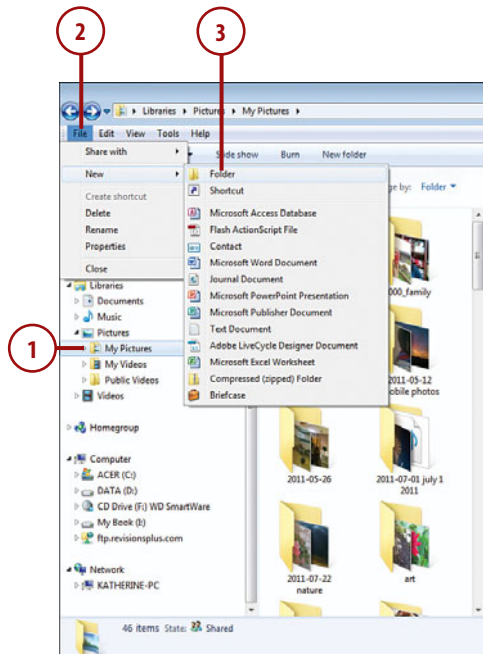 2
3
Libraries ▸ Pictures ▸ My Pictures ▸
File Edit View Tools Help
Share with
Slide show Burn New folder
New
Folder
Folder
Shortcut
Create shortcut
Delete
Rename
Properties
Close
Microsoft Access Database
Flash ActionScript File
Contact
Microsoft Word Document
Journal Document
Microsoft PowerPoint Presentation
Microsoft Publisher Document
Text Document
Adobe LiveCycle Designer Document
Microsoft Excel Worksheet
Compressed (zipped) Folder
Briefcase
Libraries
Documents
Music
Pictures
1
My Pictures
My Videos
Public Videos
Videos
Homegroup
Computer
ACER (C:)
DATA (D:)
CD Drive (F:) WD SmartWare
My Book (I:)
ftp.revisionsplus.com
Network
KATHERINE-PC
000_family
2011-05-12
mobile photos
2011-05-26
2011-07-01 july 1
2011
2011-07-22
nature
art
46 items State: Shared